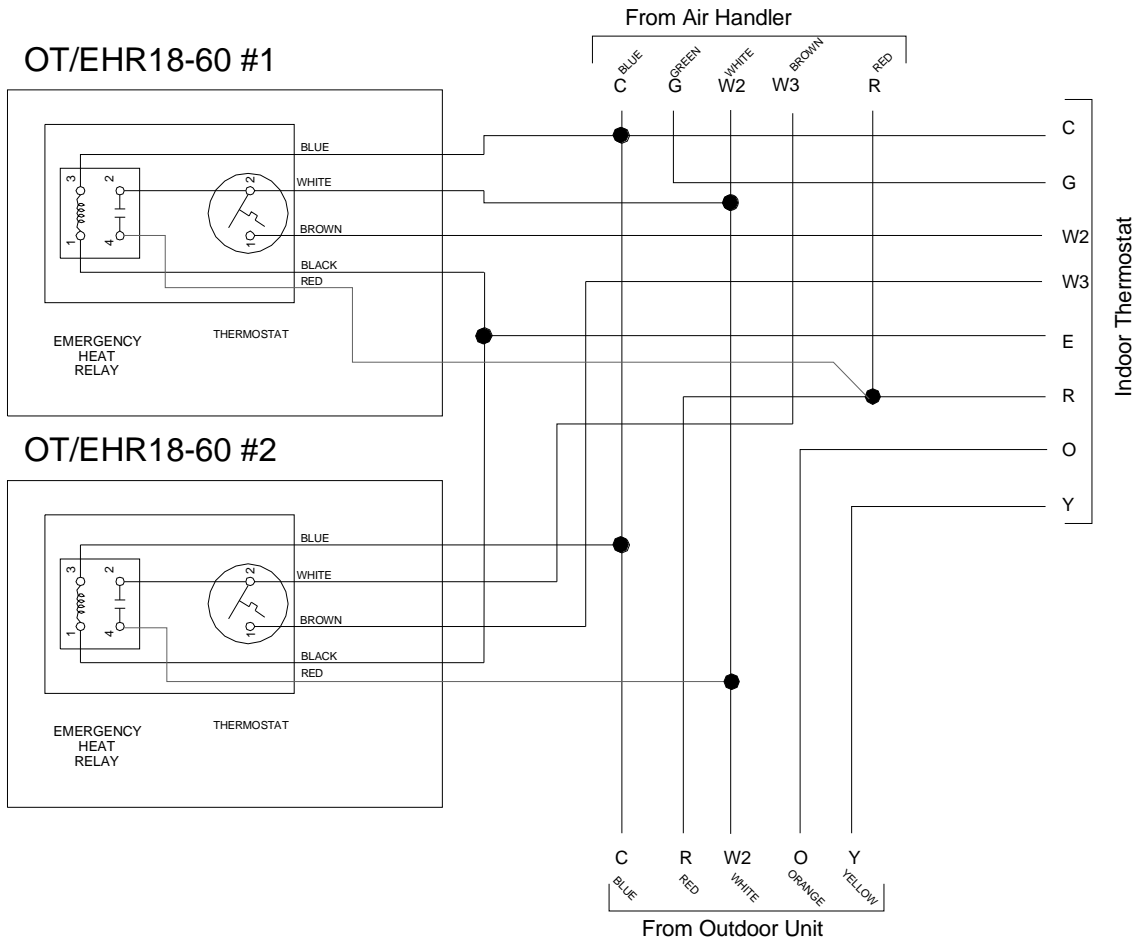 From Air Handler
BLUE GREEN WHITE BROWN RED
C G W2 W3 R
OT/EHR18-60 #1
3 2 2
1 4 1
BLUE
WHITE
BROWN
BLACK
RED
EMERGENCY
HEAT
RELAY
THERMOSTAT
C
G
W2
W3
E
R
O
Y
Indoor Thermostat
OT/EHR18-60 #2
3 2 2
1 4 1
BLUE
WHITE
BROWN
BLACK
RED
EMERGENCY
HEAT
RELAY
THERMOSTAT
C R W2 O Y
BLUE RED WHITE ORANGE YELLOW
From Outdoor Unit